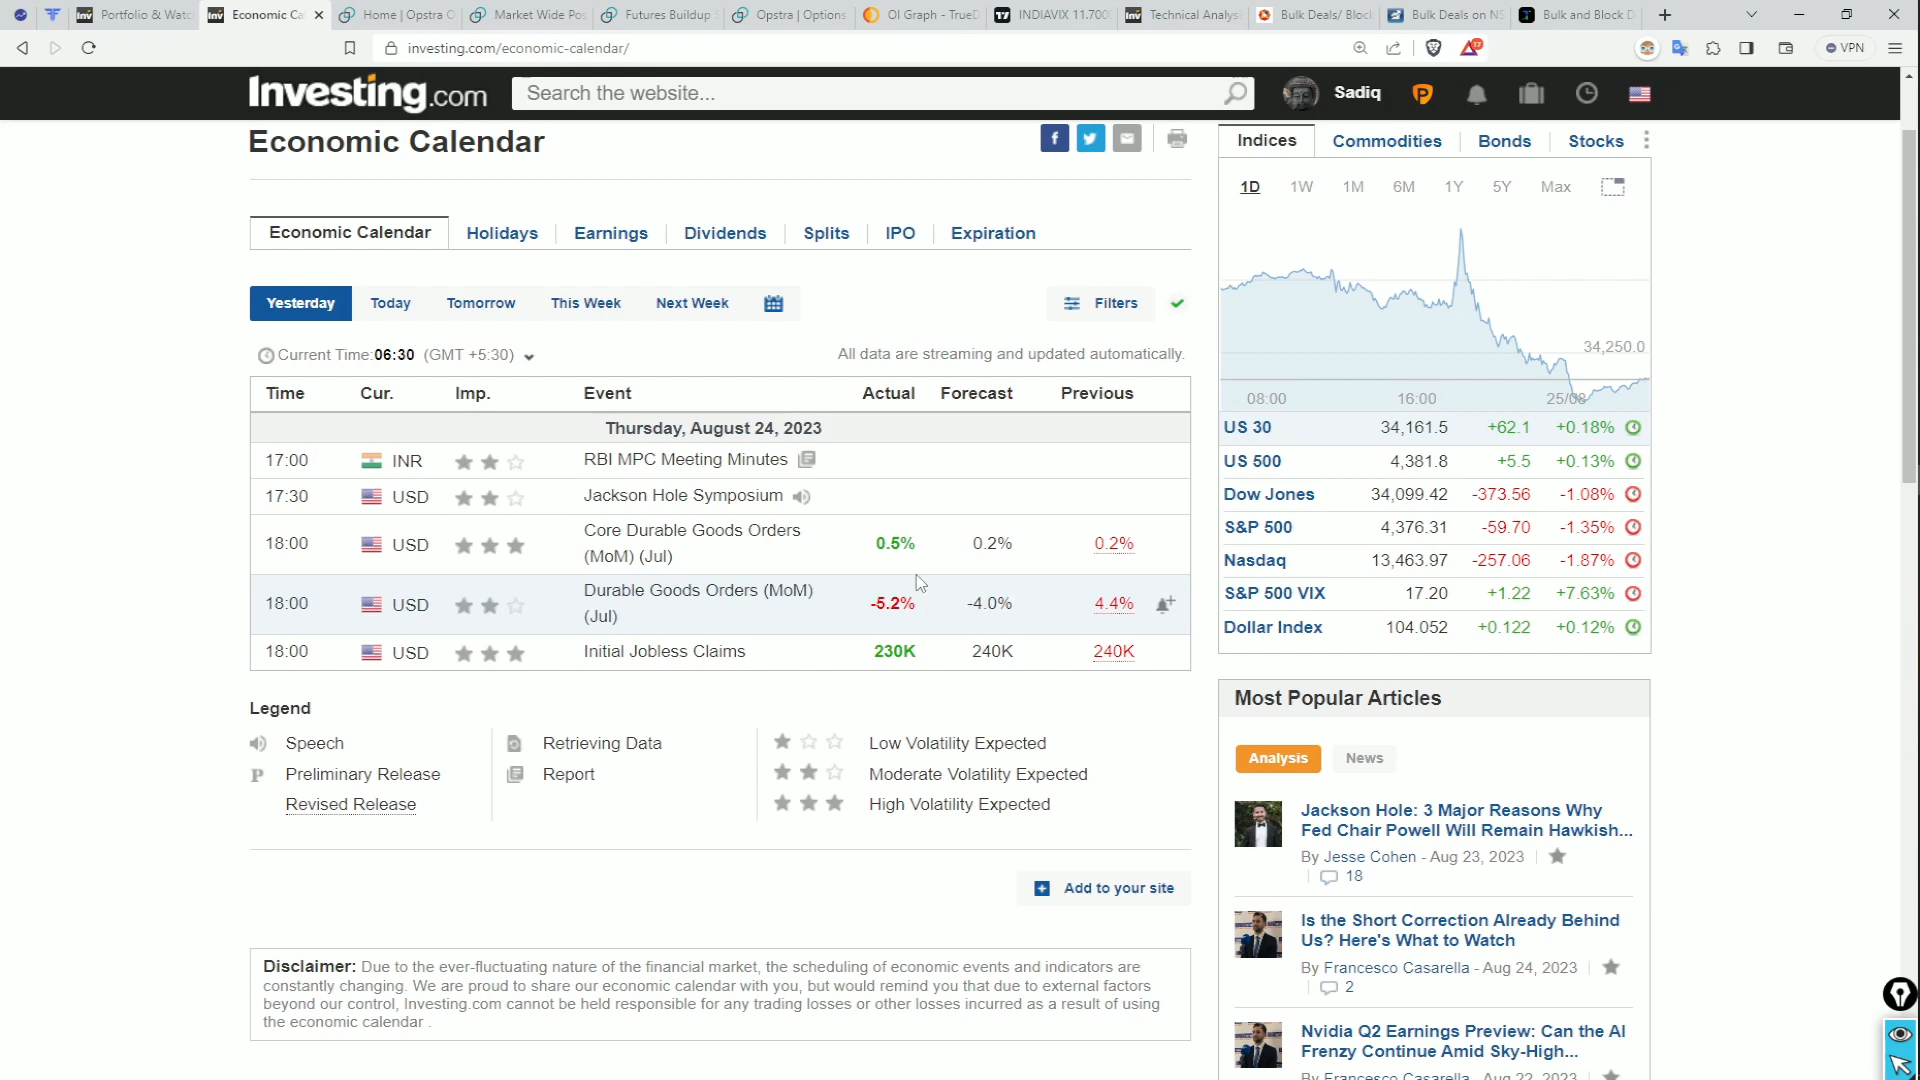 Portfolio & Watc
Economic Ca
Home | Opstra O
Market Wide Pos
Futures Buildup S
Opstra | Options
OI Graph - TrueD
INDIAVIX 11.700
Technical Analys
Bulk Deals/ Block
Bulk Deals on NS
Bulk and Block D
investing.com/economic-calendar/
17
VPN
Investing.com
Search the website...
Sadiq
Economic Calendar
Economic Calendar
Holidays
Earnings
Dividends
Splits
IPO
Expiration
Yesterday
Today
Tomorrow
This Week
Next Week
Filters
Current Time:06:30 (GMT +5:30)
All data are streaming and updated automatically.
Time Cur. Imp. Event Actual Forecast Previous
Thursday, August 24, 2023
17:00 INR RBI MPC Meeting Minutes
17:30 USD Jackson Hole Symposium
18:00 USD Core Durable Goods Orders (MoM) (Jul) 0.5% 0.2% 0.2%
18:00 USD Durable Goods Orders (MoM) (Jul) -5.2% -4.0% 4.4%
18:00 USD Initial Jobless Claims 230K 240K 240K
Legend
Speech
Preliminary Release
Revised Release
Retrieving Data
Report
Low Volatility Expected
Moderate Volatility Expected
High Volatility Expected
Add to your site
Disclaimer: Due to the ever-fluctuating nature of the financial market, the scheduling of economic events and indicators are
constantly changing. We are proud to share our economic calendar with you, but would remind you that due to external factors
beyond our control, Investing.com cannot be held responsible for any trading losses or other losses incurred as a result of using
the economic calendar .
Indices
Commodities
Bonds
Stocks
1D 1W 1M 6M 1Y 5Y Max
34,250.0
08:00 16:00 25/08
US 30 34,161.5 +62.1 +0.18%
US 500 4,381.8 +5.5 +0.13%
Dow Jones 34,099.42 -373.56 -1.08%
S&P 500 4,376.31 -59.70 -1.35%
Nasdaq 13,463.97 -257.06 -1.87%
S&P 500 VIX 17.20 +1.22 +7.63%
Dollar Index 104.052 +0.122 +0.12%
Most Popular Articles
Analysis
News
Jackson Hole: 3 Major Reasons Why
Fed Chair Powell Will Remain Hawkish...
By Jesse Cohen - Aug 23, 2023
18
Is the Short Correction Already Behind
Us? Here's What to Watch
By Francesco Casarella - Aug 24, 2023
2
Nvidia Q2 Earnings Preview: Can the AI
Frenzy Continue Amid Sky-High...
By Francesco Casarella - Aug 22, 2023